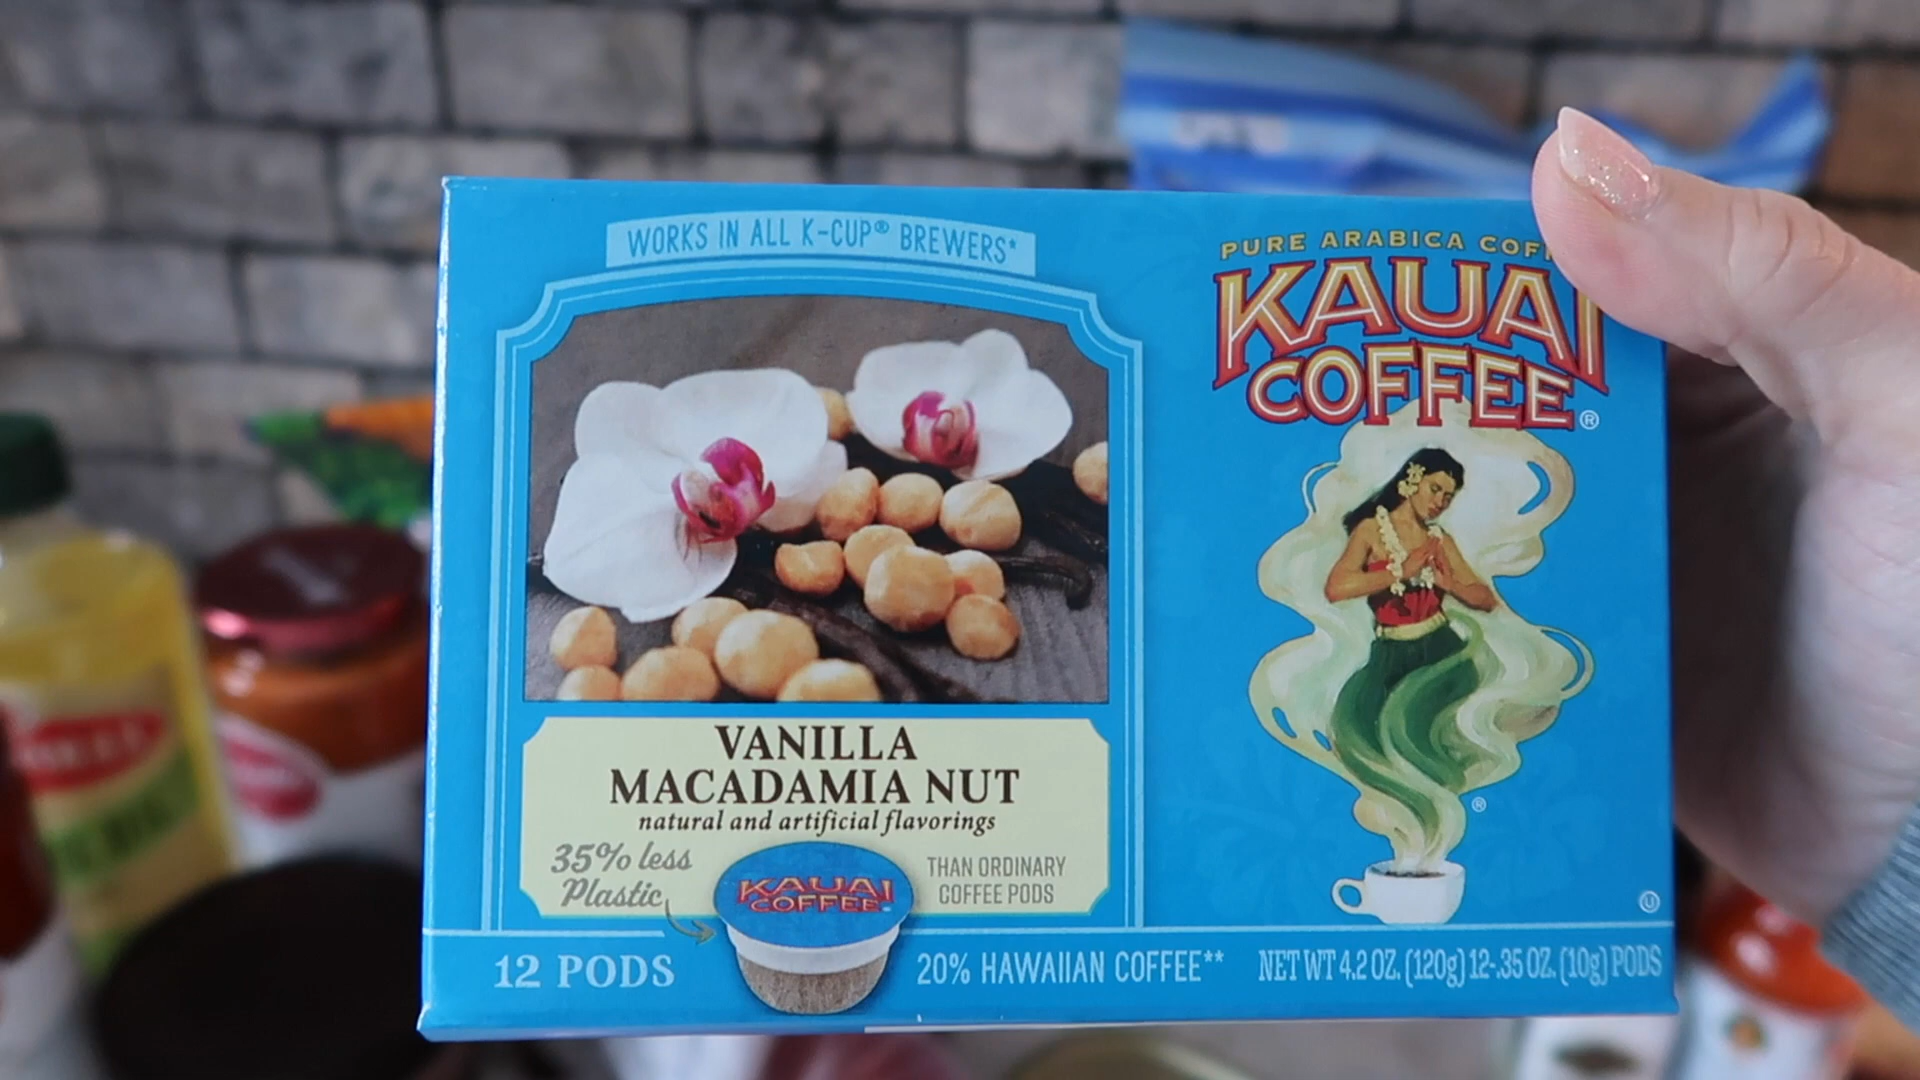 WORKS IN ALL K-CUP® BREWERS*
PURE ARABICA COF
KAUAI
COFFEE®
VANILLA
MACADAMIA NUT
natural and artificial flavorings
35% less
Plastic
THAN ORDINARY
COFFEE PODS
KAUAI
COFFEE
®
12 PODS
20% HAWAIIAN COFFEE**
NET WT 4.2 OZ. (120g) 12-.35 OZ. (10g) PODS